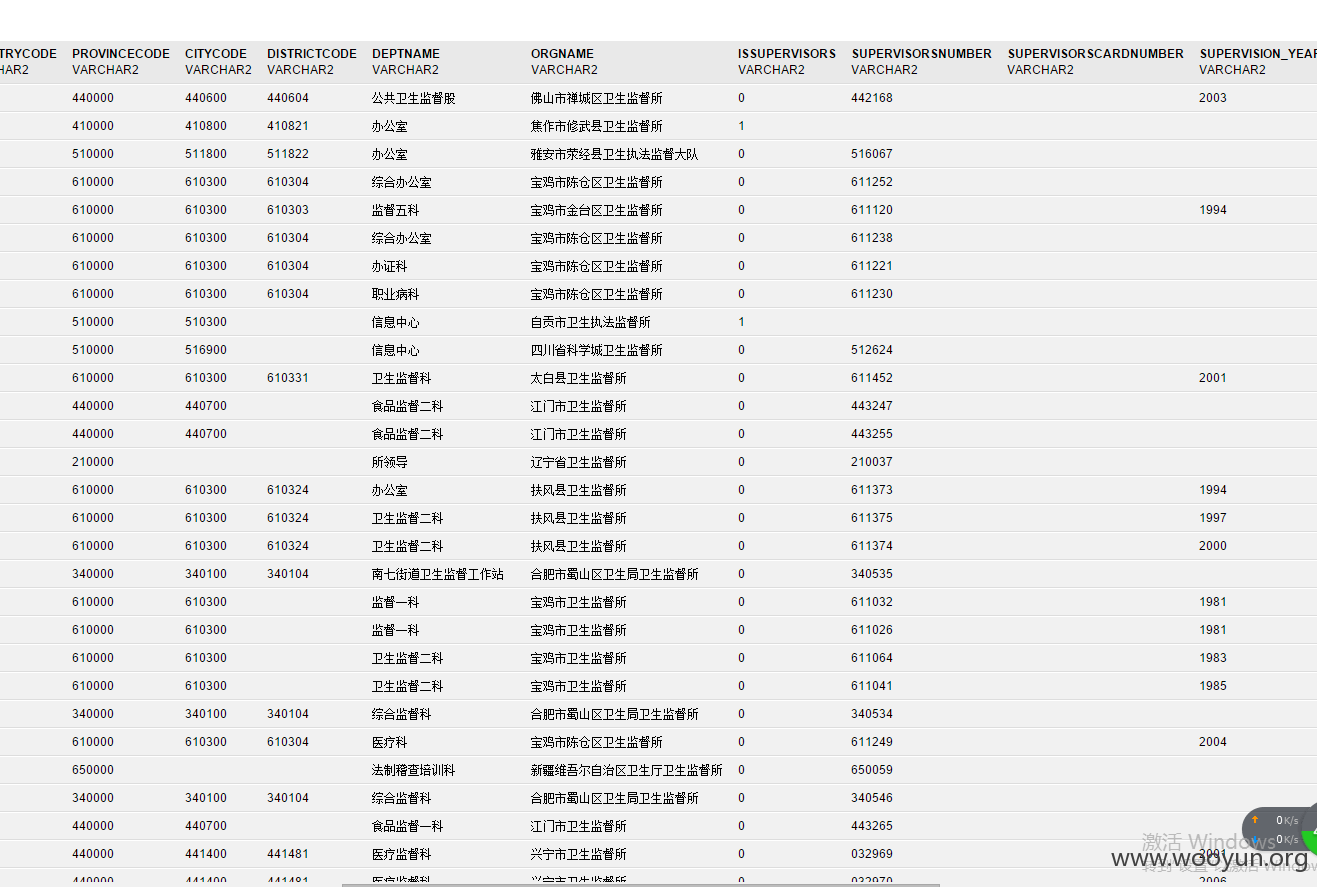 TRYCODE PROVINCECODE CITYCODE DISTRICTCODE DEPTNAME ORGNAME ISSUPERVISORS SUPERVISORSNUMBER SUPERVISORSCARDNUMBER SUPERVISION_YEAR
HAR2 VARCHAR2 VARCHAR2 VARCHAR2 VARCHAR2 VARCHAR2 VARCHAR2 VARCHAR2 VARCHAR2 VARCHAR2
440000 440600 440604 公共卫生监督股 佛山市禅城区卫生监督所 0 442168 2003
410000 410800 410821 办公室 焦作市修武县卫生监督所 1
510000 511800 511822 办公室 雅安市荥经县卫生执法监督大队 0 516067
610000 610300 610304 综合办公室 宝鸡市陈仓区卫生监督所 0 611252
610000 610300 610303 监督五科 宝鸡市金台区卫生监督所 0 611120 1994
610000 610300 610304 综合办公室 宝鸡市陈仓区卫生监督所 0 611238
610000 610300 610304 办证科 宝鸡市陈仓区卫生监督所 0 611221
610000 610300 610304 职业病科 宝鸡市陈仓区卫生监督所 0 611230
510000 510300 信息中心 自贡市卫生执法监督所 1
510000 516900 信息中心 四川省科学城卫生监督所 0 512624
610000 610300 610331 卫生监督科 太白县卫生监督所 0 611452 2001
440000 440700 食品监督二科 江门市卫生监督所 0 443247
440000 440700 食品监督二科 江门市卫生监督所 0 443255
210000 所领导 辽宁省卫生监督所 0 210037
610000 610300 610324 办公室 扶风县卫生监督所 0 611373 1994
610000 610300 610324 卫生监督二科 扶风县卫生监督所 0 611375 1997
610000 610300 610324 卫生监督二科 扶风县卫生监督所 0 611374 2000
340000 340100 340104 南七街道卫生监督工作站 合肥市蜀山区卫生局卫生监督所 0 340535
610000 610300 监督一科 宝鸡市卫生监督所 0 611032 1981
610000 610300 监督一科 宝鸡市卫生监督所 0 611026 1981
610000 610300 卫生监督二科 宝鸡市卫生监督所 0 611064 1983
610000 610300 卫生监督二科 宝鸡市卫生监督所 0 611041 1985
340000 340100 340104 综合监督科 合肥市蜀山区卫生局卫生监督所 0 340534
610000 610300 610304 医疗科 宝鸡市陈仓区卫生监督所 0 611249 2004
650000 法制稽查培训科 新疆维吾尔自治区卫生厅卫生监督所 0 650059
340000 340100 340104 综合监督科 合肥市蜀山区卫生局卫生监督所 0 340546
440000 440700 食品监督一科 江门市卫生监督所 0 443265
0K/s
0K/s
激活 Windows
440000 441400 441481 医疗监督科 兴宁市卫生监督所 0 032969
www.wooyun.org
440000 441400 441481 医疗监督科 兴宁市卫生监督所 0 032970 2006